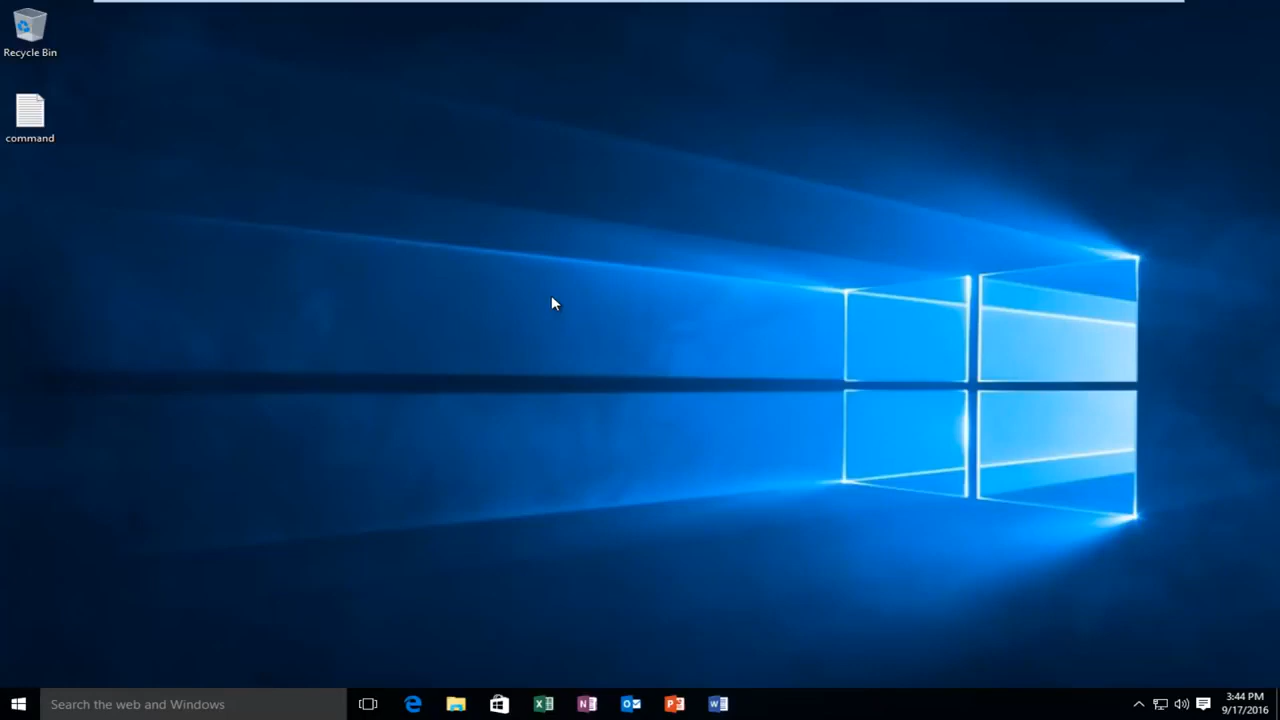 Recycle Bin
command
Search the web and Windows
3:44 PM
9/17/2016